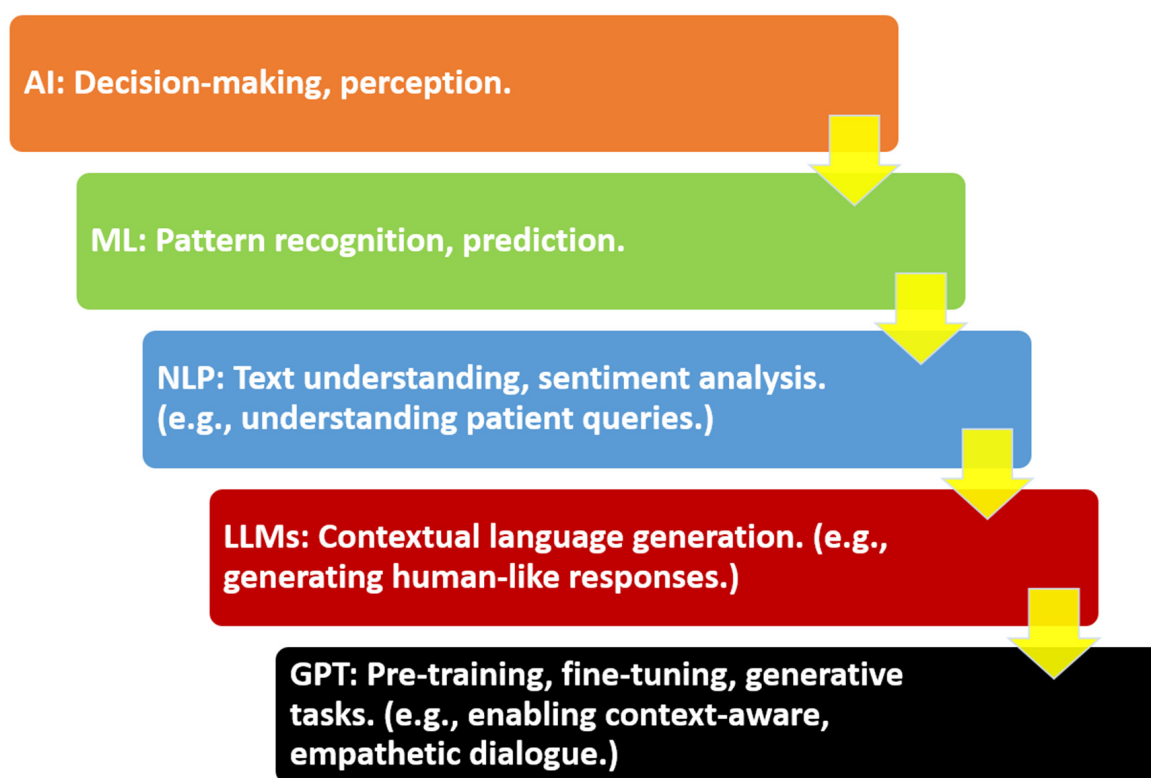 AI: Decision-making, perception.
ML: Pattern recognition, prediction.
NLP: Text understanding, sentiment analysis.
(e.g., understanding patient queries.)
LLMs: Contextual language generation. (e.g.,
generating human-like responses.)
GPT: Pre-training, fine-tuning, generative
tasks. (e.g., enabling context-aware,
empathetic dialogue.)